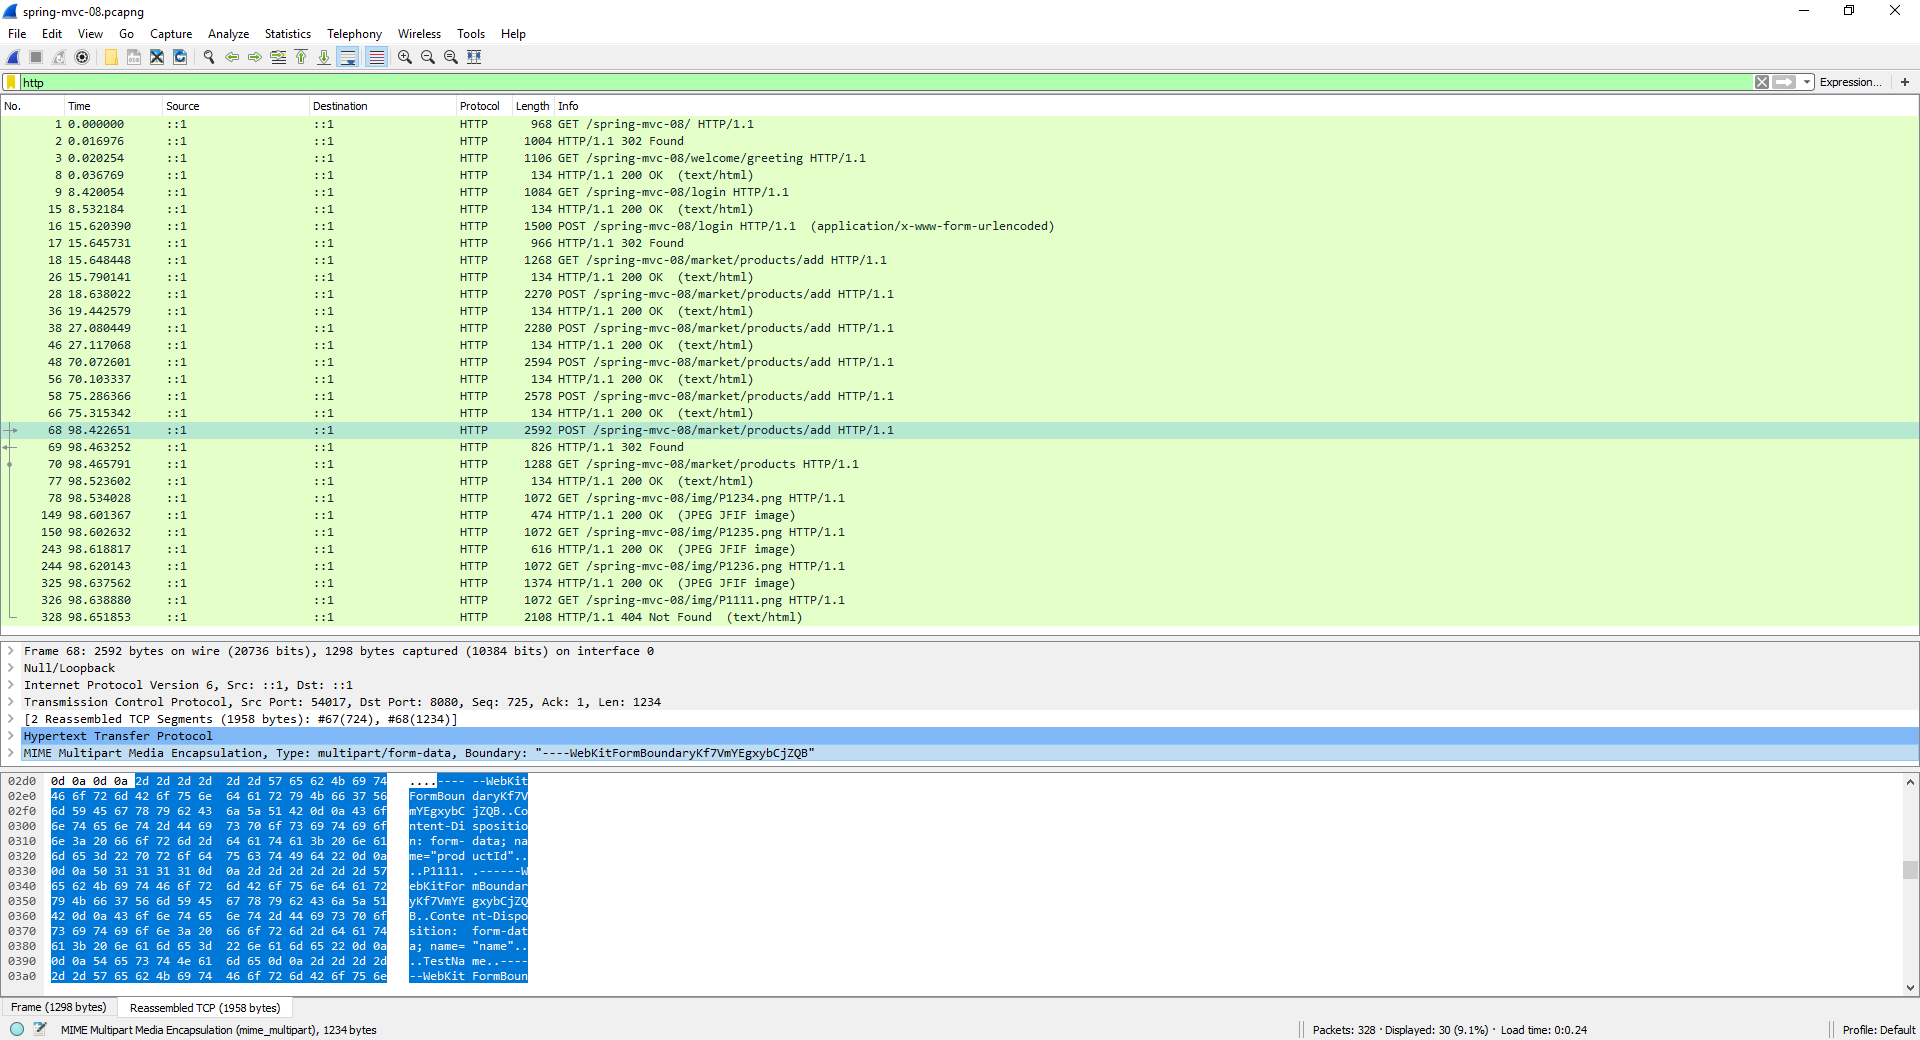 spring-mvc-08.pcapng
File Edit View Go Capture Analyze Statistics Telephony Wireless Tools Help
http Expression... +
No. Time Source Destination Protocol Length Info
1 0.000000 ::1 ::1 HTTP 968 GET /spring-mvc-08/ HTTP/1.1
2 0.016976 ::1 ::1 HTTP 1004 HTTP/1.1 302 Found
3 0.020254 ::1 ::1 HTTP 1106 GET /spring-mvc-08/welcome/greeting HTTP/1.1
8 0.036769 ::1 ::1 HTTP 134 HTTP/1.1 200 OK (text/html)
9 8.420054 ::1 ::1 HTTP 1084 GET /spring-mvc-08/login HTTP/1.1
15 8.532184 ::1 ::1 HTTP 134 HTTP/1.1 200 OK (text/html)
16 15.620390 ::1 ::1 HTTP 1500 POST /spring-mvc-08/login HTTP/1.1 (application/x-www-form-urlencoded)
17 15.645731 ::1 ::1 HTTP 966 HTTP/1.1 302 Found
18 15.648448 ::1 ::1 HTTP 1268 GET /spring-mvc-08/market/products/add HTTP/1.1
26 15.790141 ::1 ::1 HTTP 134 HTTP/1.1 200 OK (text/html)
28 18.638022 ::1 ::1 HTTP 2270 POST /spring-mvc-08/market/products/add HTTP/1.1
36 19.442579 ::1 ::1 HTTP 134 HTTP/1.1 200 OK (text/html)
38 27.080449 ::1 ::1 HTTP 2280 POST /spring-mvc-08/market/products/add HTTP/1.1
46 27.117068 ::1 ::1 HTTP 134 HTTP/1.1 200 OK (text/html)
48 70.072601 ::1 ::1 HTTP 2594 POST /spring-mvc-08/market/products/add HTTP/1.1
56 70.103337 ::1 ::1 HTTP 134 HTTP/1.1 200 OK (text/html)
58 75.286366 ::1 ::1 HTTP 2578 POST /spring-mvc-08/market/products/add HTTP/1.1
66 75.315342 ::1 ::1 HTTP 134 HTTP/1.1 200 OK (text/html)
68 98.422651 ::1 ::1 HTTP 2592 POST /spring-mvc-08/market/products/add HTTP/1.1
69 98.463252 ::1 ::1 HTTP 826 HTTP/1.1 302 Found
70 98.465791 ::1 ::1 HTTP 1288 GET /spring-mvc-08/market/products HTTP/1.1
77 98.523602 ::1 ::1 HTTP 134 HTTP/1.1 200 OK (text/html)
78 98.534028 ::1 ::1 HTTP 1072 GET /spring-mvc-08/img/P1234.png HTTP/1.1
149 98.601367 ::1 ::1 HTTP 474 HTTP/1.1 200 OK (JPEG JFIF image)
150 98.602632 ::1 ::1 HTTP 1072 GET /spring-mvc-08/img/P1235.png HTTP/1.1
243 98.618817 ::1 ::1 HTTP 616 HTTP/1.1 200 OK (JPEG JFIF image)
244 98.620143 ::1 ::1 HTTP 1072 GET /spring-mvc-08/img/P1236.png HTTP/1.1
325 98.637562 ::1 ::1 HTTP 1374 HTTP/1.1 200 OK (JPEG JFIF image)
326 98.638880 ::1 ::1 HTTP 1072 GET /spring-mvc-08/img/P1111.png HTTP/1.1
328 98.651853 ::1 ::1 HTTP 2108 HTTP/1.1 404 Not Found (text/html)
Frame 68: 2592 bytes on wire (20736 bits), 1298 bytes captured (10384 bits) on interface 0
Null/Loopback
Internet Protocol Version 6, Src: ::1, Dst: ::1
Transmission Control Protocol, Src Port: 54017, Dst Port: 8080, Seq: 725, Ack: 1, Len: 1234
[2 Reassembled TCP Segments (1958 bytes): #67(724), #68(1234)]
Hypertext Transfer Protocol
MIME Multipart Media Encapsulation, Type: multipart/form-data, Boundary: "----WebKitFormBoundaryKf7VmYEgxybCjZQB"
02d0 0d 0a 0d 0a 2d 2d 2d 2d 2d 2d 57 65 62 4b 69 74 ....---- --WebKit
02e0 46 6f 72 6d 42 6f 75 6e 64 61 72 79 4b 66 37 56 FormBoun daryKf7V
02f0 6d 59 45 67 78 79 62 43 6a 5a 51 42 0d 0a 43 6f mYEgxybC jZQB..Co
0300 6e 74 65 6e 74 2d 44 69 73 70 6f 73 69 74 69 6f ntent-Di spositio
0310 6e 3a 20 66 6f 72 6d 2d 64 61 74 61 3b 20 6e 61 n: form- data; na
0320 6d 65 3d 22 70 72 6f 64 75 63 74 49 64 22 0d 0a me="prod uctId"..
0330 0d 0a 50 31 31 31 31 0d 0a 2d 2d 2d 2d 2d 2d 57 ..P1111. .------W
0340 65 62 4b 69 74 46 6f 72 6d 42 6f 75 6e 64 61 72 ebKitFor mBoundar
0350 79 4b 66 37 56 6d 59 45 67 78 79 62 43 6a 5a 51 yKf7VmYE gxybCjZQ
0360 42 0d 0a 43 6f 6e 74 65 6e 74 2d 44 69 73 70 6f B..Conte nt-Dispo
0370 73 69 74 69 6f 6e 3a 20 66 6f 72 6d 2d 64 61 74 sition: form-dat
0380 61 3b 20 6e 61 6d 65 3d 22 6e 61 6d 65 22 0d 0a a; name= "name"..
0390 0d 0a 54 65 73 74 4e 61 6d 65 0d 0a 2d 2d 2d 2d ..TestNa me..----
03a0 2d 2d 57 65 62 4b 69 74 46 6f 72 6d 42 6f 75 6e --WebKit FormBoun
Frame (1298 bytes) Reassembled TCP (1958 bytes)
MIME Multipart Media Encapsulation (mime_multipart), 1234 bytes Packets: 328 · Displayed: 30 (9.1%) · Load time: 0:0.24 Profile: Default